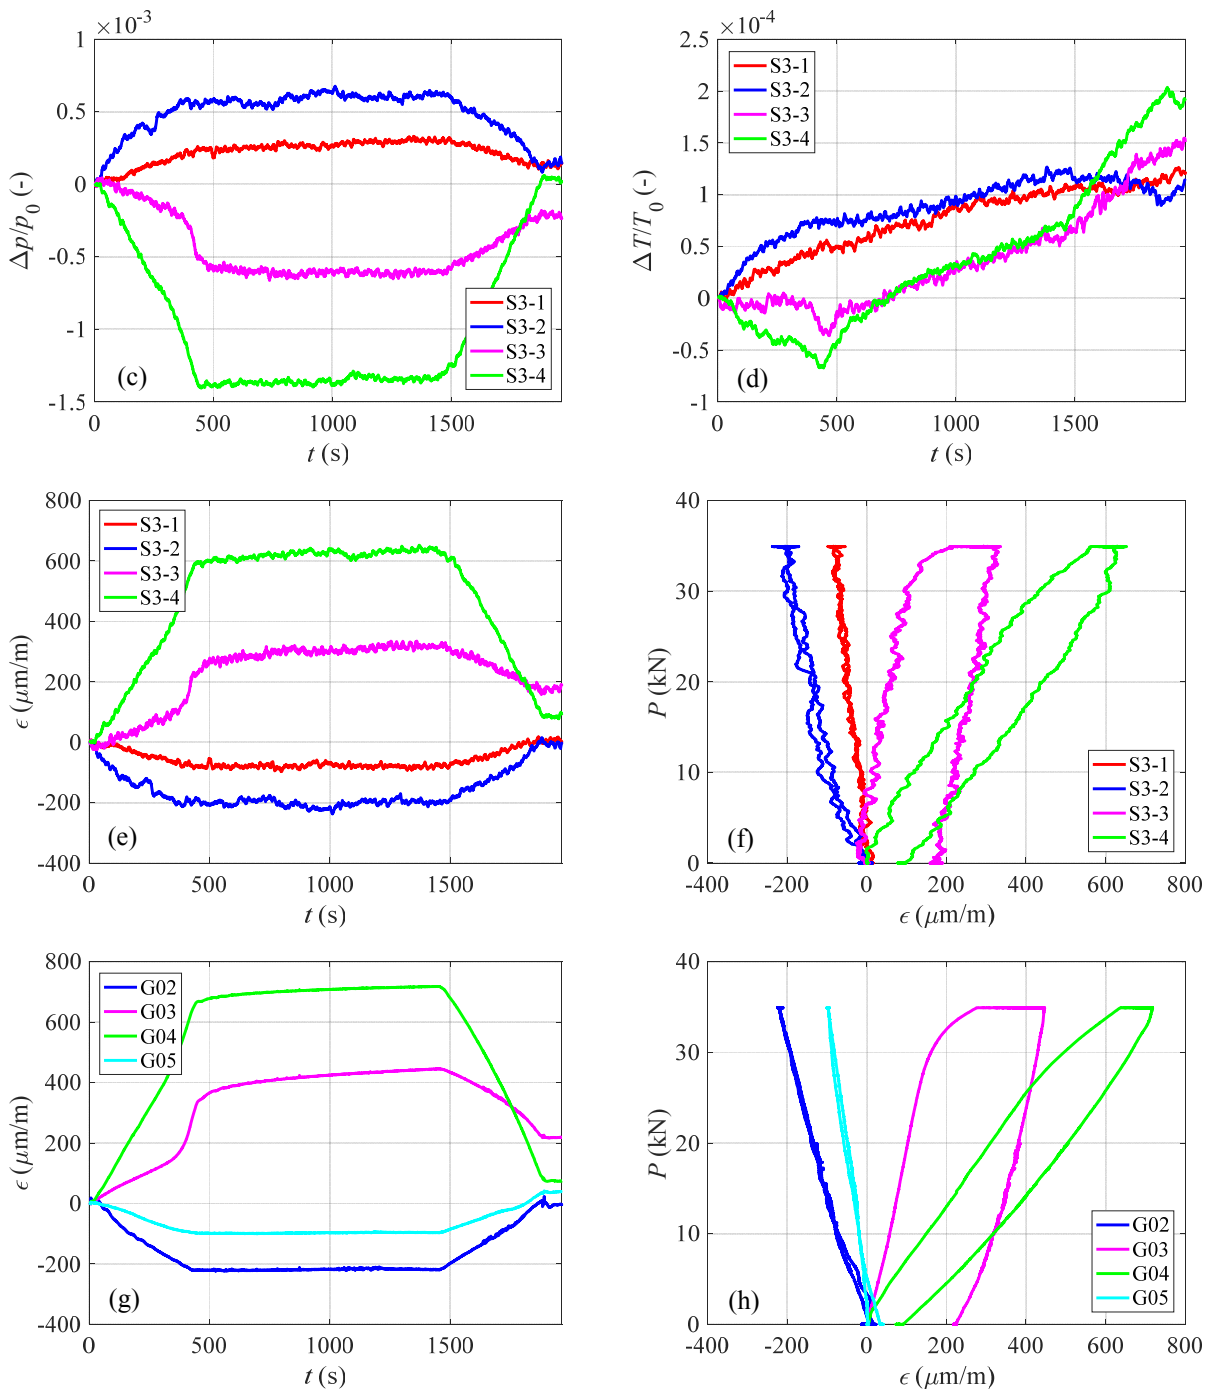 ×10⁻³
1
0.5
0
-0.5
-1
-1.5
Δp/p₀ (-)
0 500 1000 1500
t (s)
S3-1
S3-2
S3-3
S3-4
(c)
×10⁻⁴
2.5
2
1.5
1
0.5
0
-0.5
-1
ΔT/T₀ (-)
0 500 1000 1500
t (s)
S3-1
S3-2
S3-3
S3-4
(d)
800
600
400
200
0
-200
-400
ϵ (μm/m)
0 500 1000 1500
t (s)
S3-1
S3-2
S3-3
S3-4
(e)
40
30
20
10
0
P (kN)
-400 -200 0 200 400 600 800
ϵ (μm/m)
S3-1
S3-2
S3-3
S3-4
(f)
800
600
400
200
0
-200
-400
ϵ (μm/m)
0 500 1000 1500
t (s)
G02
G03
G04
G05
(g)
40
30
20
10
0
P (kN)
-400 -200 0 200 400 600 800
ϵ (μm/m)
G02
G03
G04
G05
(h)